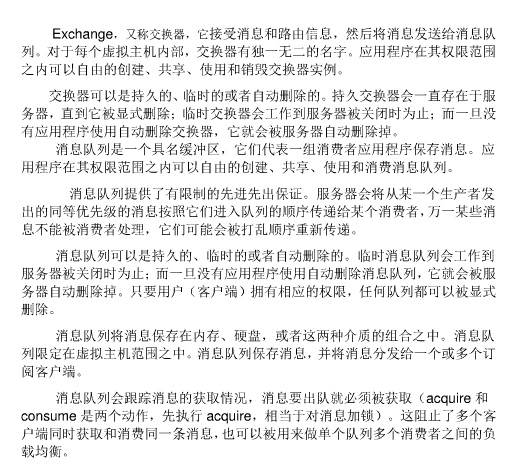 Exchange，又称交换器，它接受消息和路由信息，然后将消息发送给消息队
列。对于每个虚拟主机内部，交换器有独一无二的名字。应用程序在其权限范围
之内可以自由的创建、共享、使用和销毁交换器实例。
交换器可以是持久的、临时的或者自动删除的。持久交换器会一直存在于服
务器，直到它被显式删除；临时交换器会工作到服务器被关闭时为止；而一旦没
有应用程序使用自动删除交换器，它就会被服务器自动删除掉。
消息队列是一个具名缓冲区，它们代表一组消费者应用程序保存消息。应
用程序在其权限范围之内可以自由的创建、共享、使用和消费消息队列。
消息队列提供了有限制的先进先出保证。服务器会将从某一个生产者发
出的同等优先级的消息按照它们进入队列的顺序传递给某个消费者，万一某些消
息不能被消费者处理，它们可能会被打乱顺序重新传递。
消息队列可以是持久的、临时的或者自动删除的。临时消息队列会工作到
服务器被关闭时为止；而一旦没有应用程序使用自动删除消息队列，它就会被服
务器自动删除掉。只要用户（客户端）拥有相应的权限，任何队列都可以被显式
删除。
消息队列将消息保存在内存、硬盘，或者这两种介质的组合之中。消息队
列限定在虚拟主机范围之中。消息队列保存消息，并将消息分发给一个或多个订
阅客户端。
消息队列会跟踪消息的获取情况，消息要出队就必须被获取（acquire 和
consume 是两个动作，先执行 acquire，相当于对消息加锁）。这阻止了多个客
户端同时获取和消费同一条消息，也可以被用来做单个队列多个消费者之间的负
载均衡。